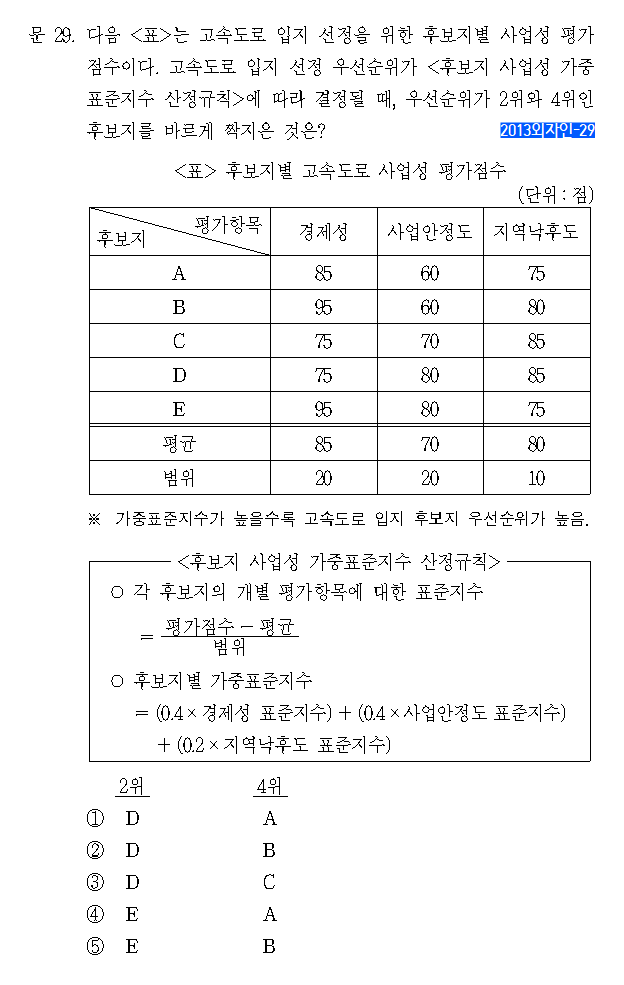 문 29. 다음 <표>는 고속도로 입지 선정을 위한 후보지별 사업성 평가
점수이다. 고속도로 입지 선정 우선순위가 <후보지 사업성 가중
표준지수 산정규칙>에 따라 결정될 때, 우선순위가 2위와 4위인
후보지를 바르게 짝지은 것은?
2013외자인-29
<표> 후보지별 고속도로 사업성 평가점수
(단위 : 점)
후보지 평가항목 경제성 사업안정도 지역낙후도
A 85 60 75
B 95 60 80
C 75 70 85
D 75 80 85
E 95 80 75
평균 85 70 80
범위 20 20 10
※ 가중표준지수가 높을수록 고속도로 입지 후보지 우선순위가 높음.
<후보지 사업성 가중표준지수 산정규칙>
○ 각 후보지의 개별 평가항목에 대한 표준지수
= 평가점수 - 평균
범위
○ 후보지별 가중표준지수
= (0.4×경제성 표준지수) + (0.4×사업안정도 표준지수)
+ (0.2×지역낙후도 표준지수)
2위 4위
① D A
② D B
③ D C
④ E A
⑤ E B